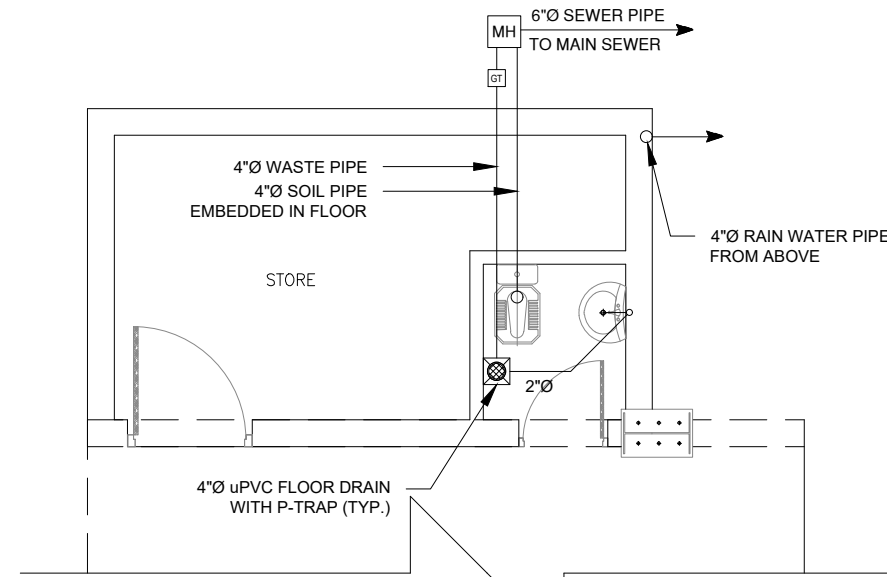 6"Ø SEWER PIPE
MH
TO MAIN SEWER
GT
4"Ø WASTE PIPE
4"Ø SOIL PIPE
EMBEDDED IN FLOOR
4"Ø RAIN WATER PIPE
FROM ABOVE
STORE
2"Ø
4"Ø uPVC FLOOR DRAIN
WITH P-TRAP (TYP.)